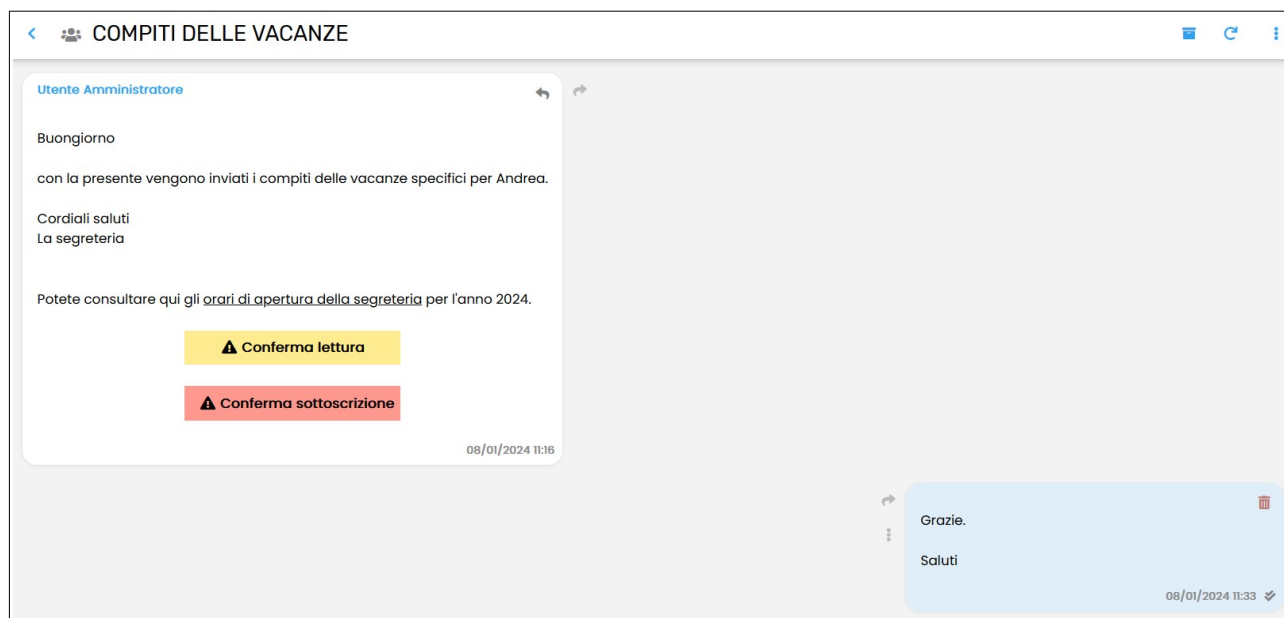 COMPITI DELLE VACANZE
Utente Amministratore
Buongiorno
con la presente vengono inviati i compiti delle vacanze specifici per Andrea.
Cordiali saluti
La segreteria
Potete consultare qui gli orari di apertura della segreteria per l'anno 2024.
Conferma lettura
Conferma sottoscrizione
08/01/2024 11:16
Grazie.
Saluti
08/01/2024 11:33